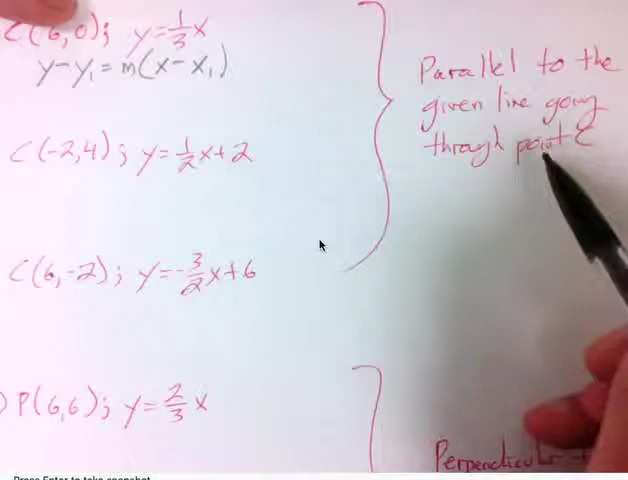 C(6,0); y=1/3x
y-y₁=m(x-x₁)
C(-2,4); y=1/2x+2
C(6,-2); y=-3/2x+6
P(6,6); y=2/3x
Parallel to the
given line going
through point C
Perpendicular
Press Enter to take snapshot